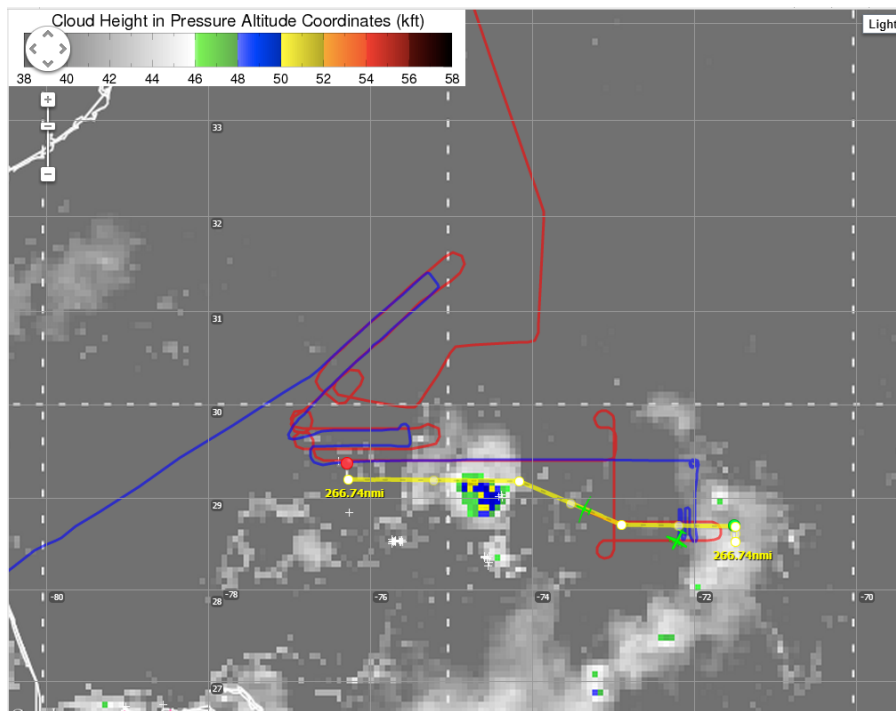 Cloud Height in Pressure Altitude Coordinates (kft)
Light
38 40 42 44 46 48 50 52 54 56 58
33
32
31
30
29
266.74nmi
266.74nmi
28
-80 -78 -76 -74 -72 -70
27